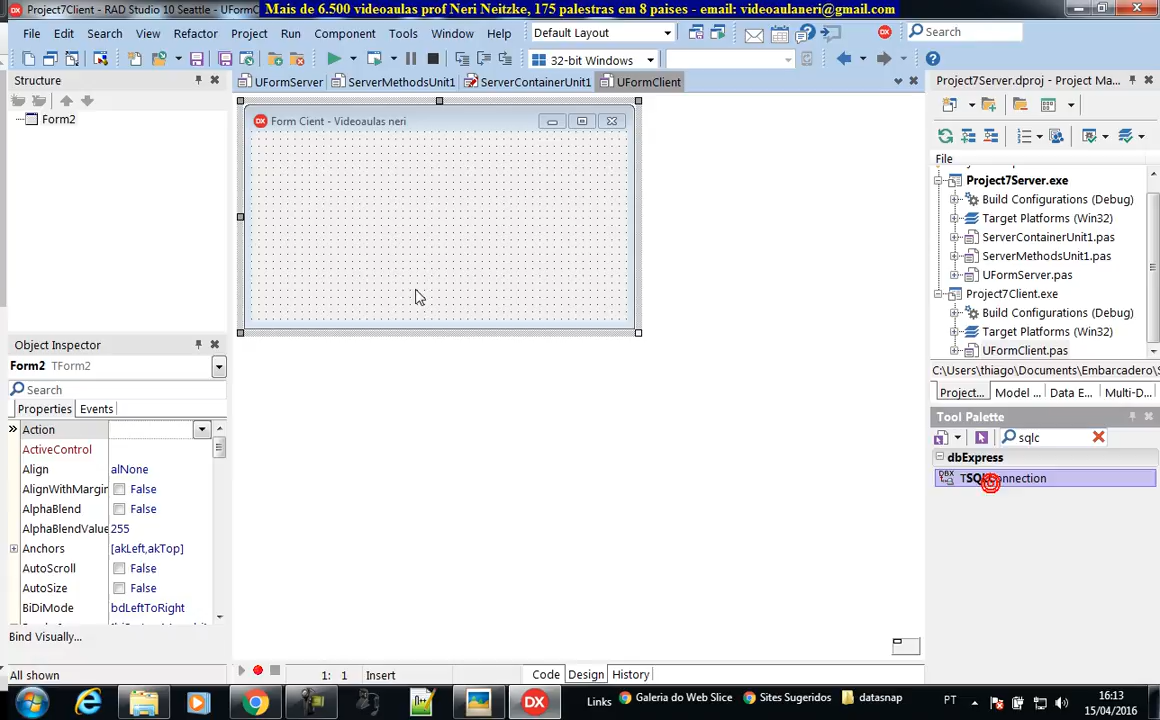 Project7Client - RAD Studio 10 Seattle - UFormC
Mais de 6.500 videoaulas prof Neri Neitzke, 175 palestras em 8 paises - email: videoaulaneri@gmail.com
File Edit Search View Refactor Project Run Component Tools Window Help
Default Layout
Search
32-bit Windows
Structure
UFormServer
ServerMethodsUnit1
ServerContainerUnit1
UFormClient
Project7Server.dproj - Project Ma...
Form2
Form Cient - Videoaulas neri
File
Project7Server.exe
Build Configurations (Debug)
Target Platforms (Win32)
ServerContainerUnit1.pas
ServerMethodsUnit1.pas
UFormServer.pas
Project7Client.exe
Build Configurations (Debug)
Target Platforms (Win32)
UFormClient.pas
C:\Users\thiago\Documents\Embarcadero\S
Project... Model ... Data E... Multi-D...
Object Inspector
Form2 TForm2
Search
Properties Events
Action
ActiveControl
Align alNone
AlignWithMargin False
AlphaBlend False
AlphaBlendValue 255
Anchors [akLeft,akTop]
AutoScroll False
AutoSize False
BiDiMode bdLeftToRight
Bind Visually...
All shown
Tool Palette
sqlc
dbExpress
TSQLConnection
1: 1 Insert
Code Design History
Links
Galeria do Web Slice
Sites Sugeridos
datasnap
PT
16:13
15/04/2016